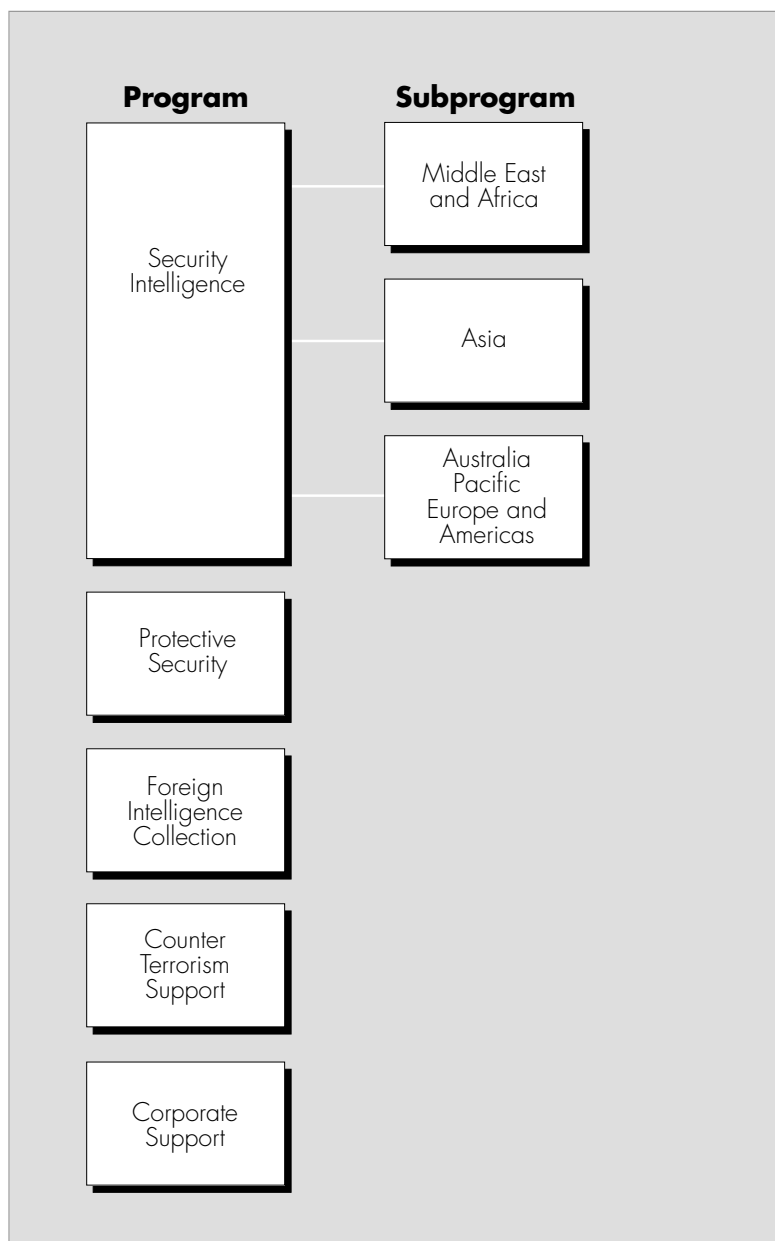 Program
Subprogram
Security
Intelligence
Middle East
and Africa
Asia
Australia
Pacific
Europe and
Americas
Protective
Security
Foreign
Intelligence
Collection
Counter
Terrorism
Support
Corporate
Support